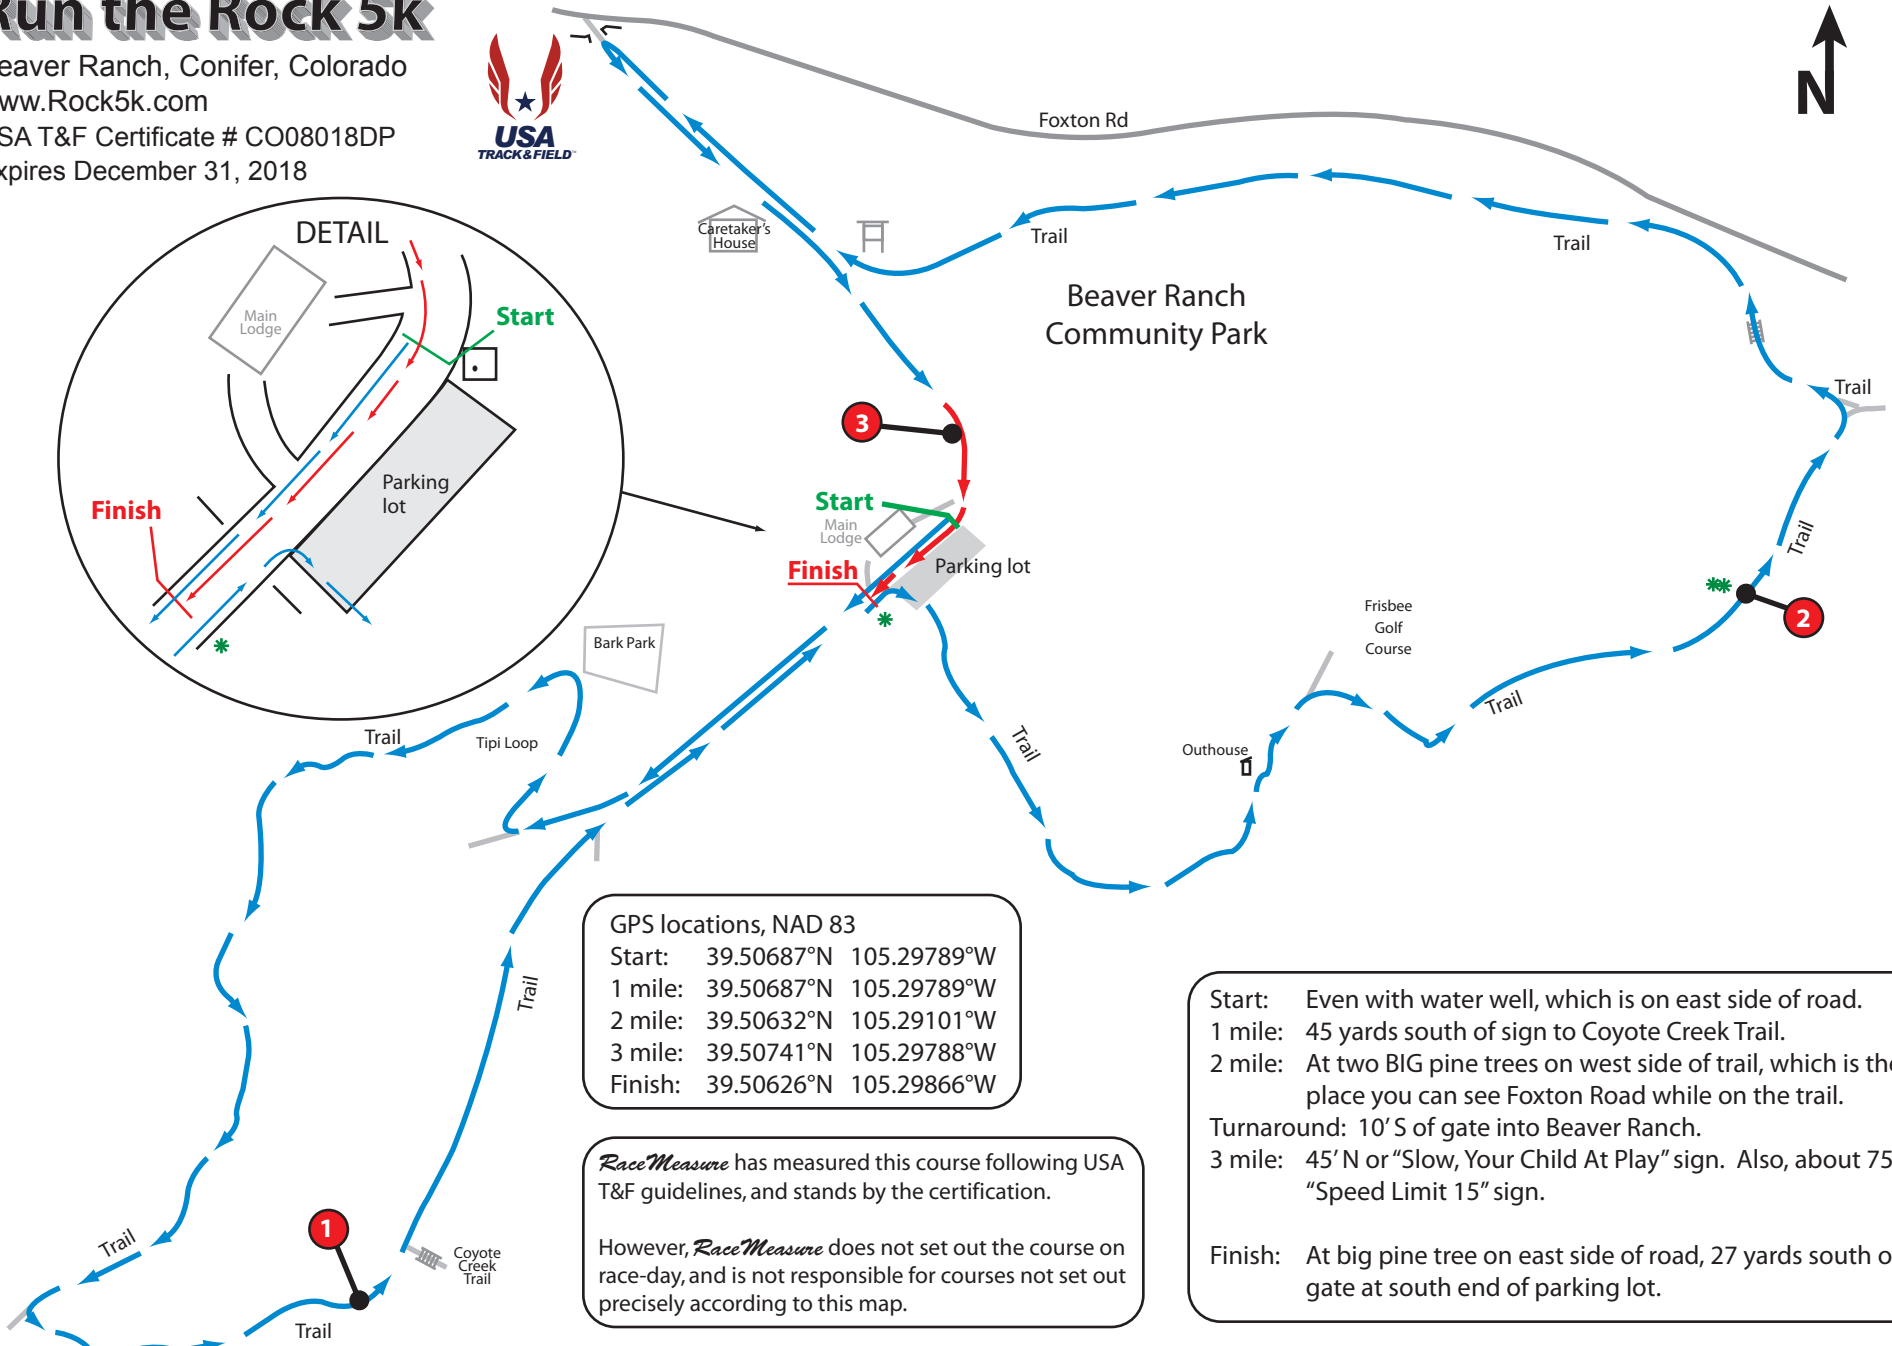 Run the Rock 5k
eaver Ranch, Conifer, Colorado
ww.Rock5k.com
SA T&F Certificate # CO08018DP
xpires December 31, 2018
USA
TRACK&FIELD
N
Foxton Rd
Caretaker's
House
Trail
Trail
Beaver Ranch
Community Park
Trail
DETAIL
Main
Lodge
Start
Parking
lot
Finish
3
Start
Main
Lodge
Finish
Parking lot
Trail
Frisbee
Golf
Course
2
Bark Park
Trail
Tipi Loop
Trail
Trail
Outhouse
GPS locations, NAD 83
Start: 39.50687°N 105.29789°W
1 mile: 39.50687°N 105.29789°W
2 mile: 39.50632°N 105.29101°W
3 mile: 39.50741°N 105.29788°W
Finish: 39.50626°N 105.29866°W
Trail
Start: Even with water well, which is on east side of road.
1 mile: 45 yards south of sign to Coyote Creek Trail.
2 mile: At two BIG pine trees on west side of trail, which is the
place you can see Foxton Road while on the trail.
Turnaround: 10' S of gate into Beaver Ranch.
3 mile: 45' N or "Slow, Your Child At Play" sign. Also, about 75
"Speed Limit 15" sign.
Finish: At big pine tree on east side of road, 27 yards south o
gate at south end of parking lot.
RaceMeasure has measured this course following USA
T&F guidelines, and stands by the certification.
However, RaceMeasure does not set out the course on
race-day, and is not responsible for courses not set out
precisely according to this map.
1
Trail
Coyote
Creek
Trail
Trail